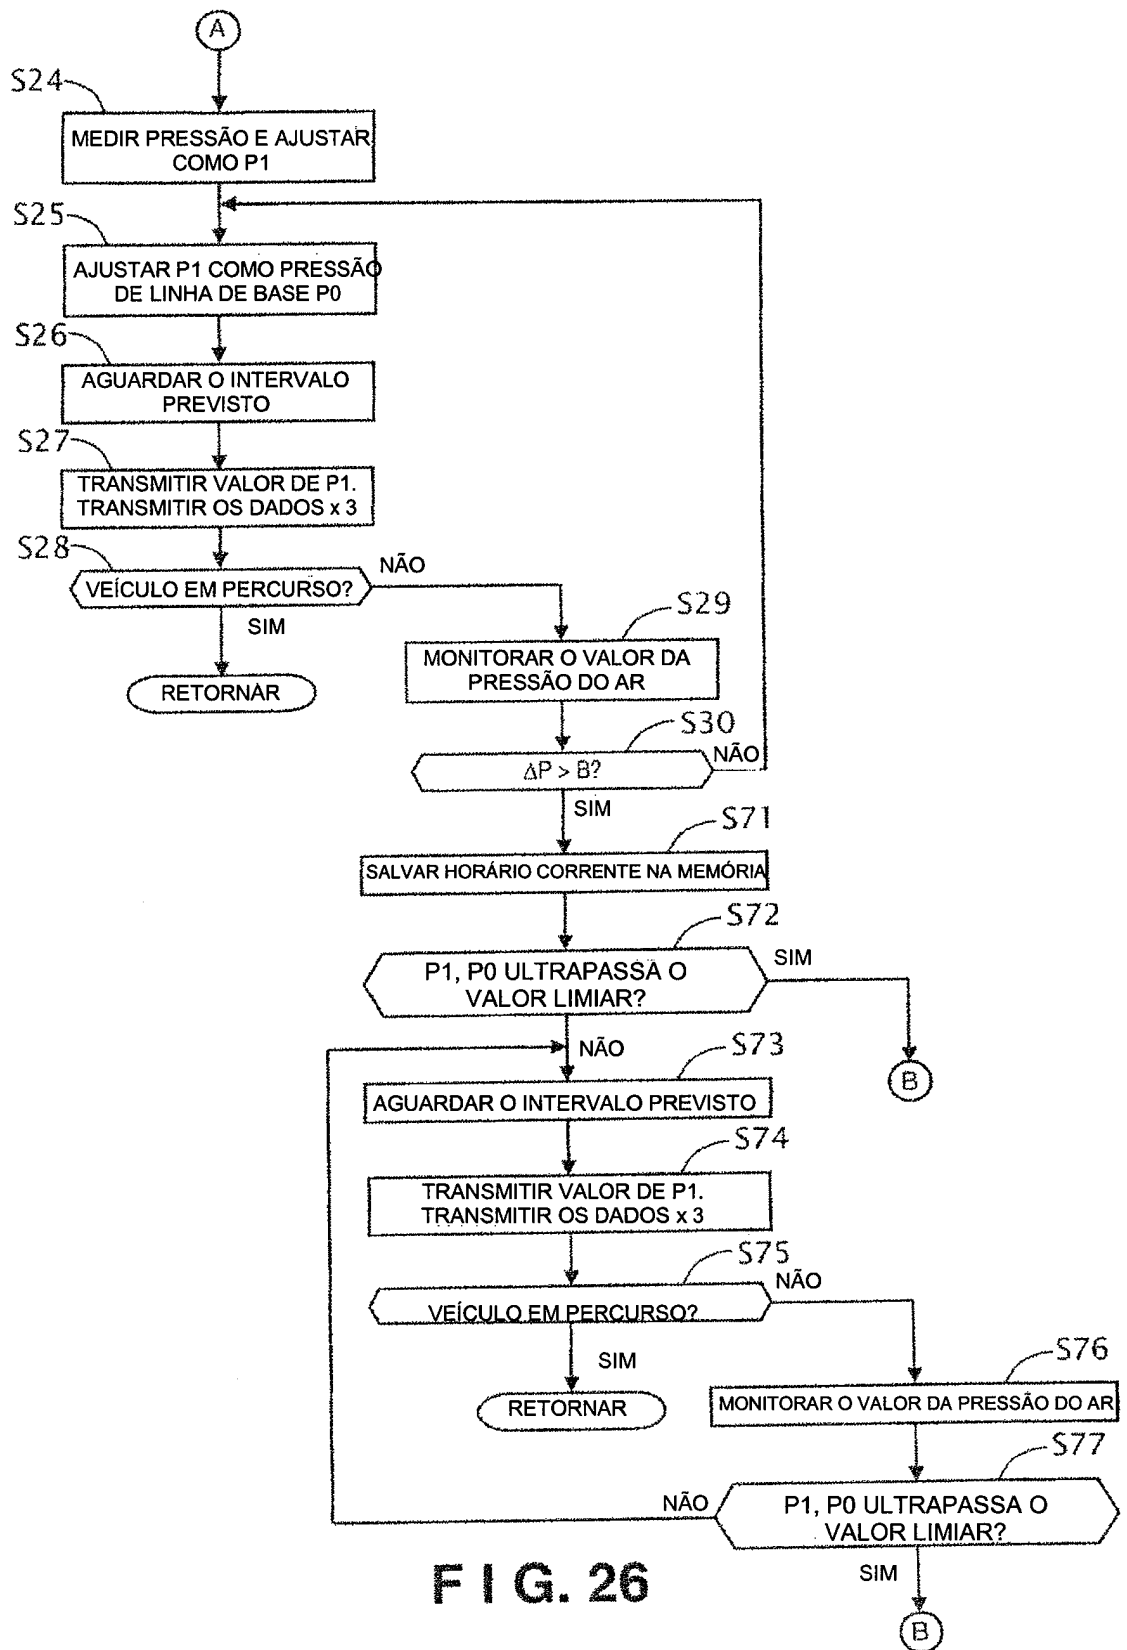 A
S24
MEDIR PRESSÃO E AJUSTAR
COMO P1
S25
AJUSTAR P1 COMO PRESSÃO
DE LINHA DE BASE P0
S26
AGUARDAR O INTERVALO
PREVISTO
S27
TRANSMITIR VALOR DE P1.
TRANSMITIR OS DADOS x 3
S28
VEÍCULO EM PERCURSO?
NÃO
SIM
RETORNAR
S29
MONITORAR O VALOR DA
PRESSÃO DO AR
S30
ΔP > B?
NÃO
SIM
S71
SALVAR HORÁRIO CORRENTE NA MEMÓRIA
S72
P1, P0 ULTRAPASSA O
VALOR LIMIAR?
SIM
B
NÃO
S73
AGUARDAR O INTERVALO PREVISTO
S74
TRANSMITIR VALOR DE P1.
TRANSMITIR OS DADOS x 3
S75
VEÍCULO EM PERCURSO?
NÃO
SIM
RETORNAR
S76
MONITORAR O VALOR DA PRESSÃO DO AR
S77
P1, P0 ULTRAPASSA O
VALOR LIMIAR?
NÃO
SIM
B
FIG. 26